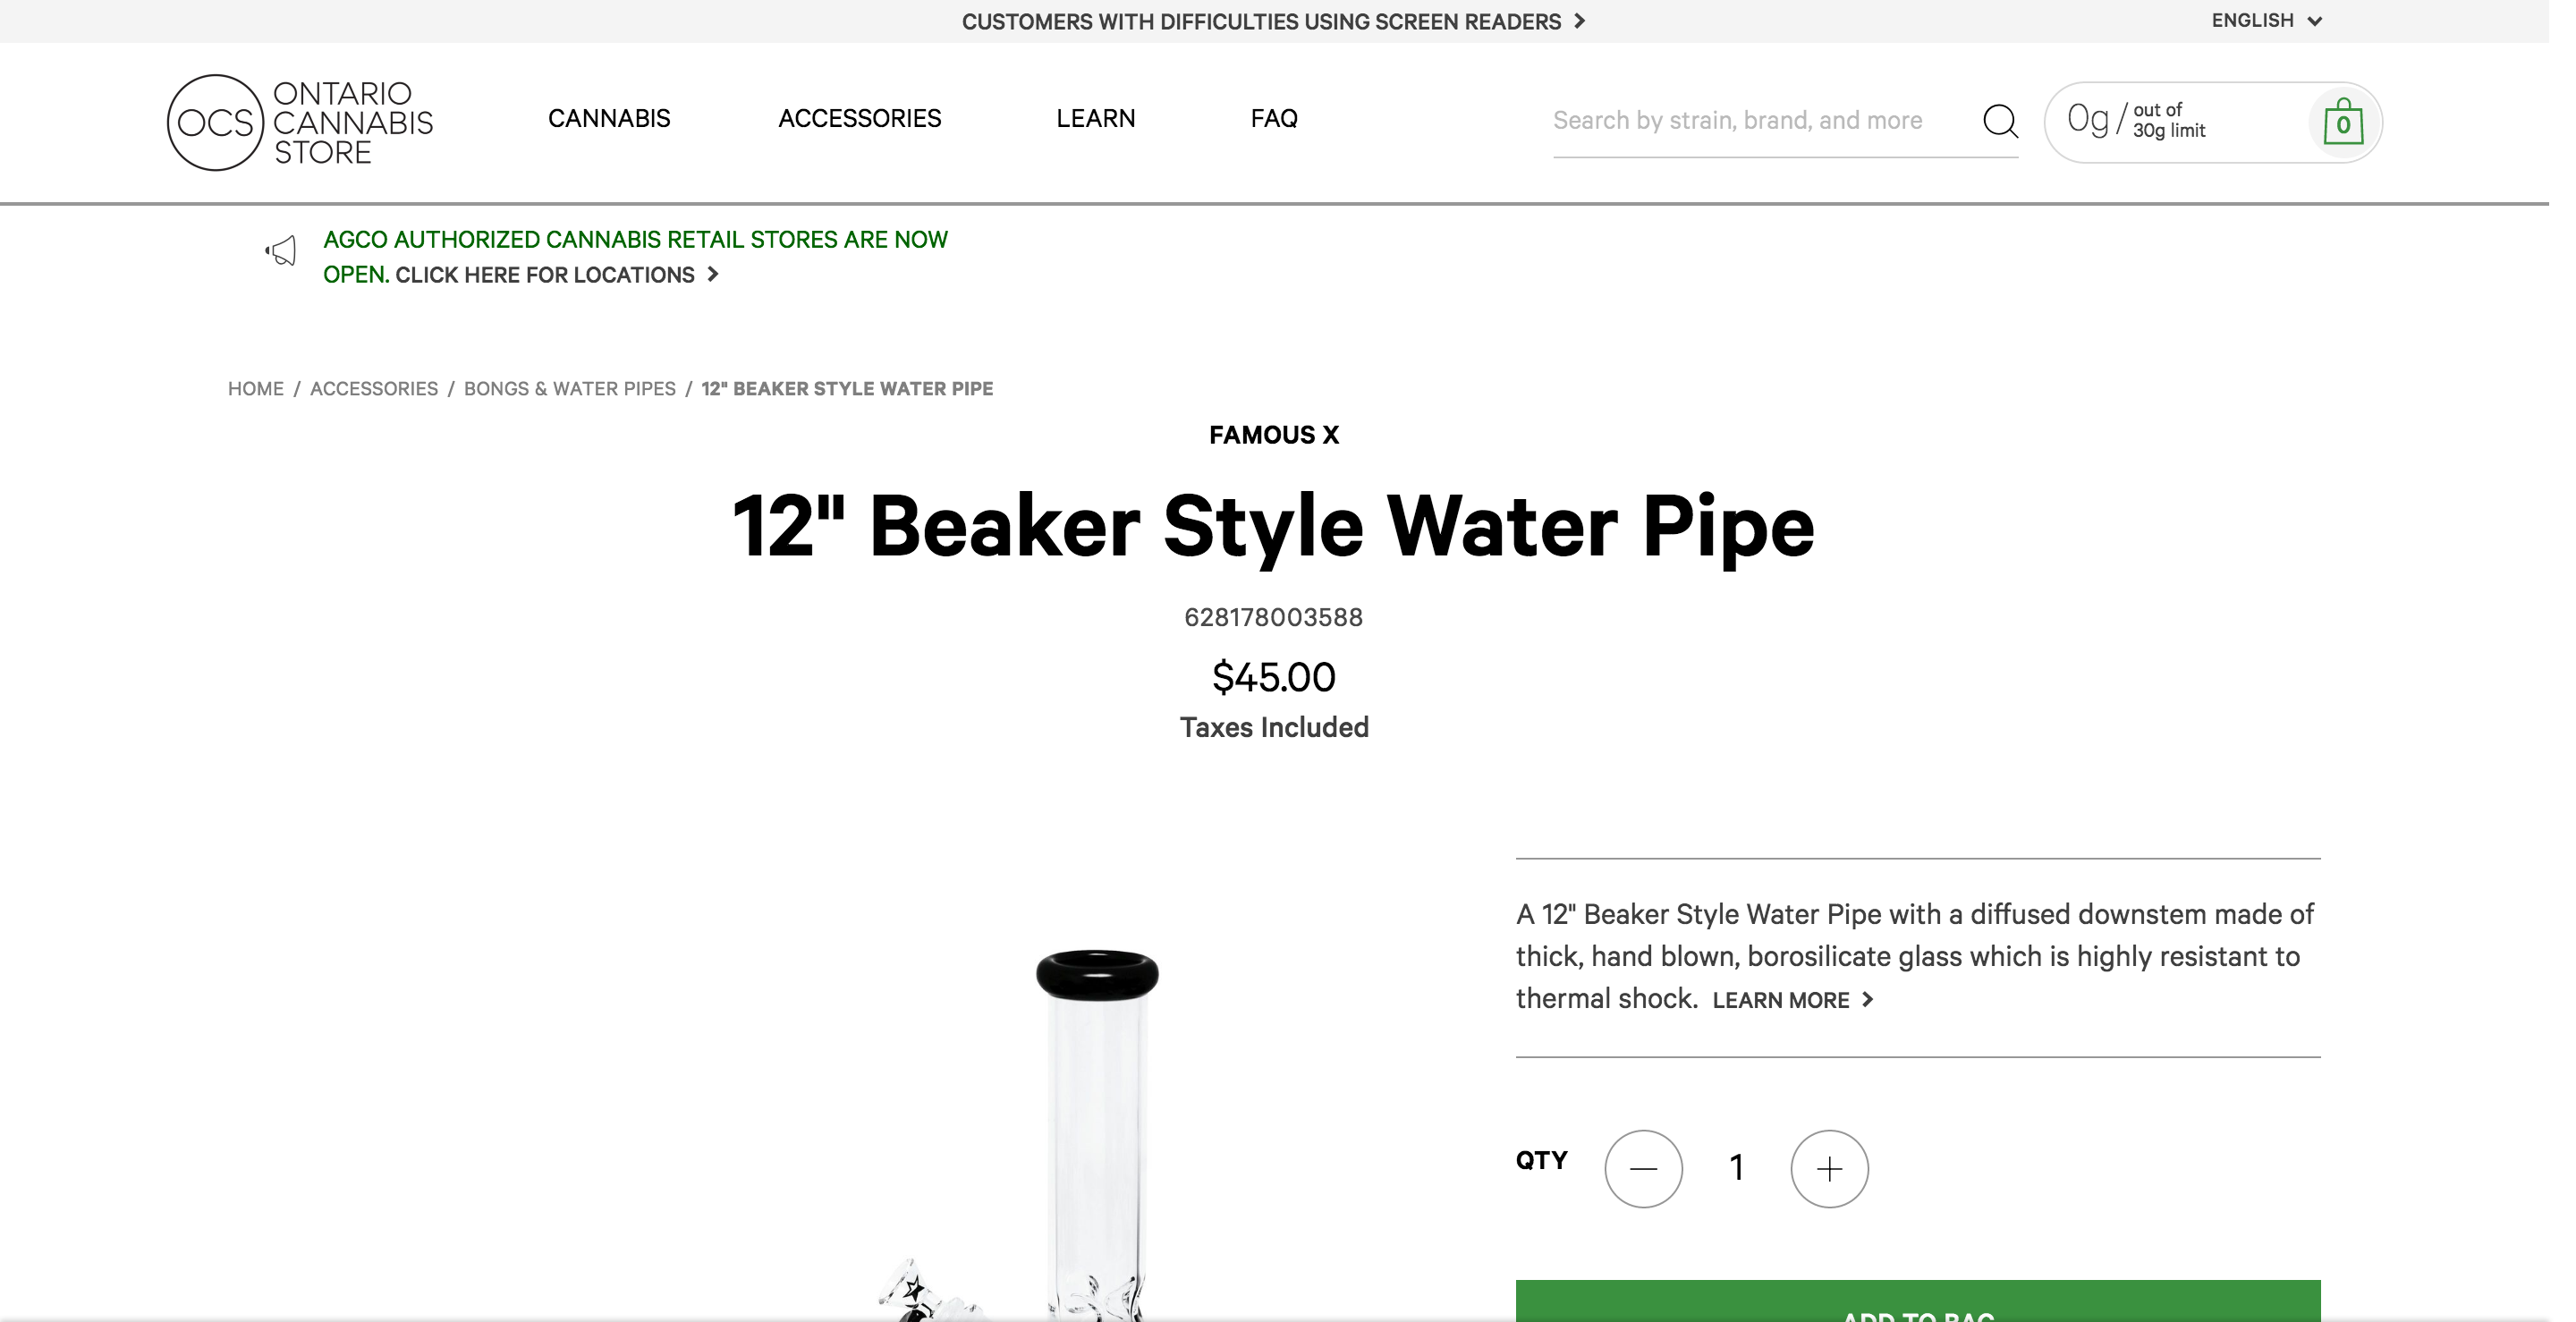 CUSTOMERS WITH DIFFICULTIES USING SCREEN READERS
ENGLISH
OCS
ONTARIO
CANNABIS
STORE
CANNABIS
ACCESSORIES
LEARN
FAQ
Search by strain, brand, and more
0g/
out of
30g limit
0
AGCO AUTHORIZED CANNABIS RETAIL STORES ARE NOW
OPEN. CLICK HERE FOR LOCATIONS
HOME / ACCESSORIES / BONGS & WATER PIPES / 12" BEAKER STYLE WATER PIPE
FAMOUS X
12" Beaker Style Water Pipe
628178003588
$45.00
Taxes Included
A 12" Beaker Style Water Pipe with a diffused downstem made of
thick, hand blown, borosilicate glass which is highly resistant to
thermal shock. LEARN MORE
QTY
1
ADD TO BAG